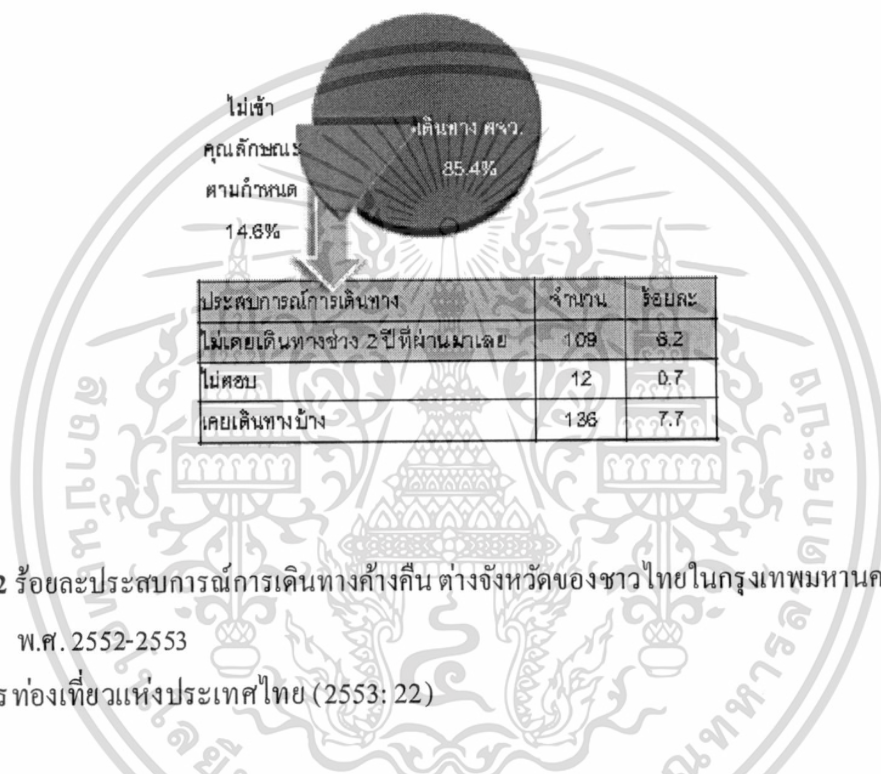 ไม่เข้า
คุณลักษณะ
ตามกำหนด
14.6%
เดินทาง ตจว.
85.4%
ประสบการณ์การเดินทาง จำนวน ร้อยละ
ไม่เคยเดินทางช่วง 2 ปีที่ผ่านมาเลย 109 6.2
ไม่ตอบ 12 0.7
เคยเดินทางบ้าง 136 7.7
2 ร้อยละประสบการณ์การเดินทางค้างคืน ต่างจังหวัดของชาวไทยในกรุงเทพมหานค
พ.ศ. 2552-2553
ร ท่องเที่ยวแห่งประเทศไทย (2553: 22)